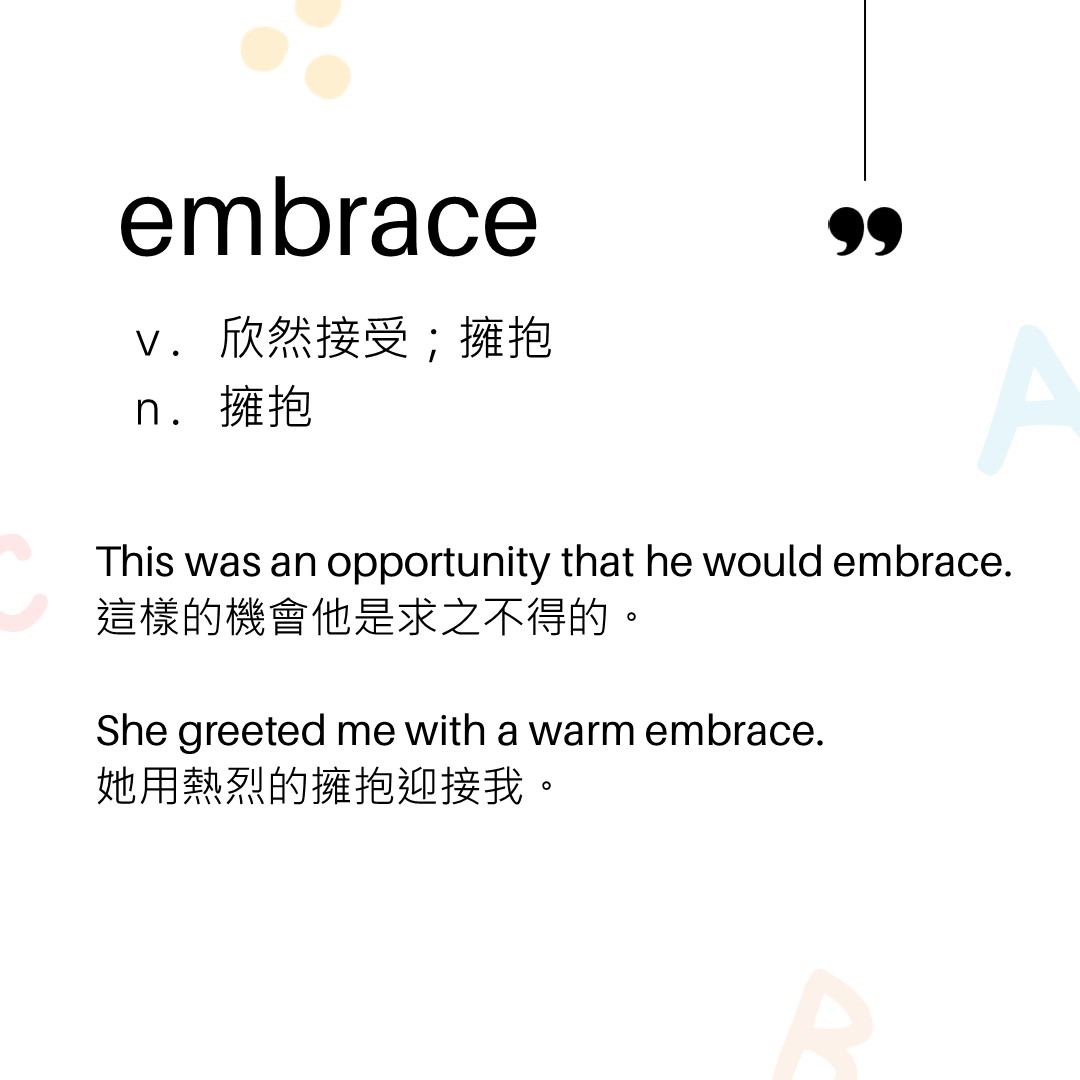 embrace
”
v. 欣然接受；擁抱
n. 擁抱
This was an opportunity that he would embrace.
這樣的機會他是求之不得的。
She greeted me with a warm embrace.
她用熱烈的擁抱迎接我。
A
C
B